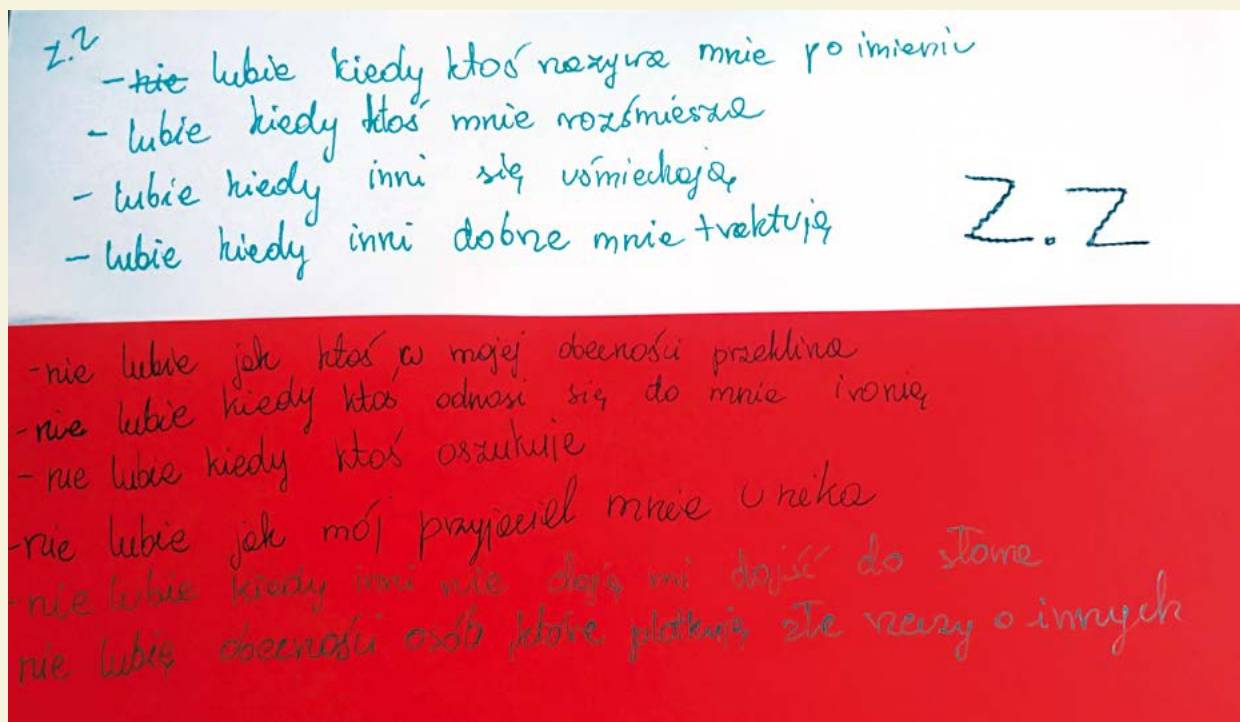 Z.Z
- nie lubie kiedy ktoś nazywa mnie po imieniu
- lubie kiedy ktoś mnie rozśmiesza
- lubie kiedy inni się uśmiechają
- lubie kiedy inni dobrze mnie traktują
Z.Z
- nie lubie jak ktoś w mojej obecności przeklina
- nie lubie kiedy ktoś odnosi się do mnie ironią
- nie lubie kiedy ktoś oszukuje
- nie lubie jak mój przyjaciel mnie unika
- nie lubie kiedy inni nie dają mi dojść do słowa
nie lubię obecności osób, które plotkują złe rzeczy o innych